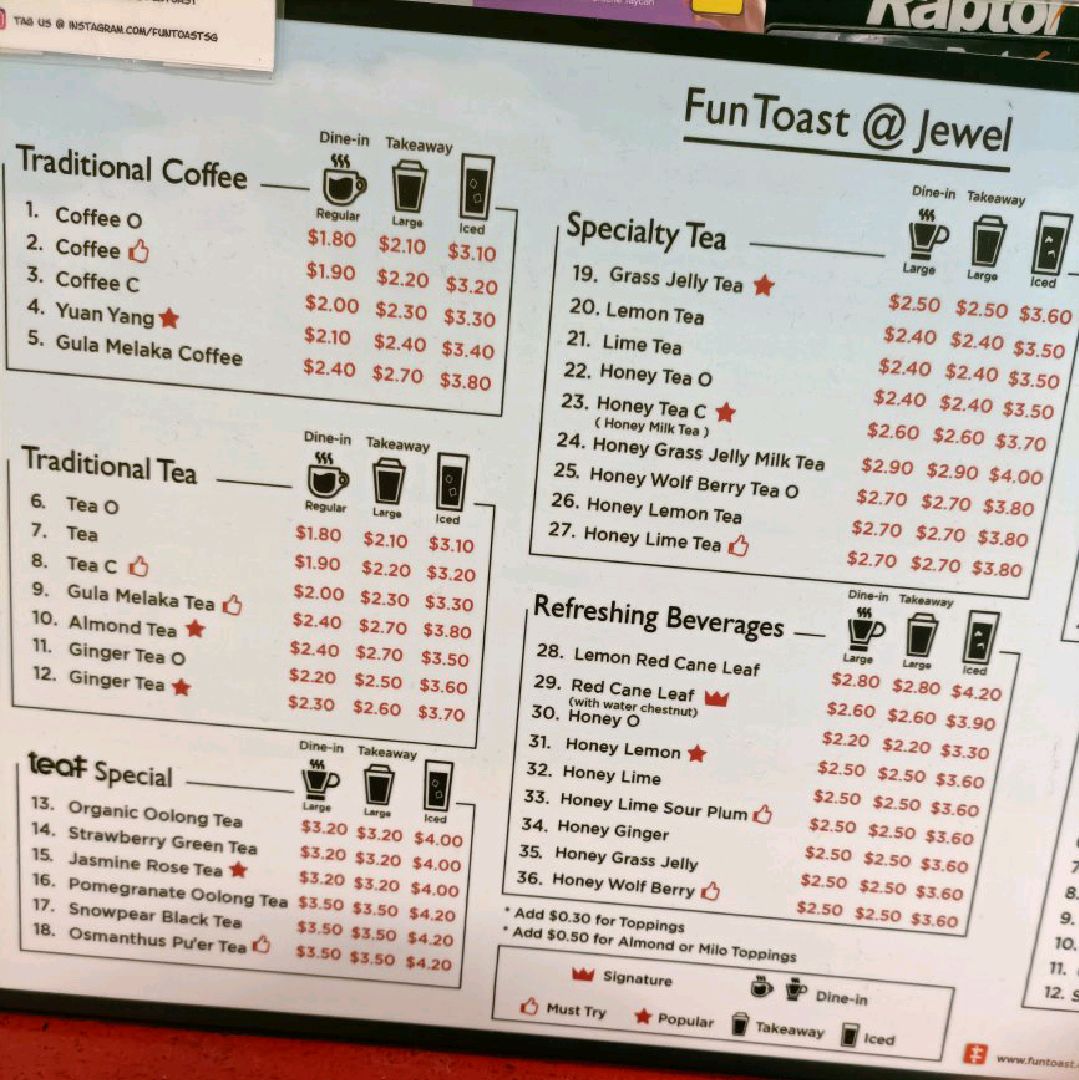 TAG US @ INSTAGRAM.COM/FUNTOASTSG
Raptor
Fun Toast @ Jewel
Traditional Coffee
Dine-in Takeaway
Regular Large Iced
1. Coffee O $1.80 $2.10 $3.10
2. Coffee $1.90 $2.20 $3.20
3. Coffee C $2.00 $2.30 $3.30
4. Yuan Yang $2.10 $2.40 $3.40
5. Gula Melaka Coffee $2.40 $2.70 $3.80
Traditional Tea
Dine-in Takeaway
Regular Large Iced
6. Tea O $1.80 $2.10 $3.10
7. Tea $1.90 $2.20 $3.20
8. Tea C $2.00 $2.30 $3.30
9. Gula Melaka Tea $2.40 $2.70 $3.80
10. Almond Tea $2.40 $2.70 $3.50
11. Ginger Tea O $2.20 $2.50 $3.60
12. Ginger Tea $2.30 $2.60 $3.70
teaf Special
Dine-in Takeaway
Large Large Iced
13. Organic Oolong Tea $3.20 $3.20 $4.00
14. Strawberry Green Tea $3.20 $3.20 $4.00
15. Jasmine Rose Tea $3.20 $3.20 $4.00
16. Pomegranate Oolong Tea $3.50 $3.50 $4.20
17. Snowpear Black Tea $3.50 $3.50 $4.20
18. Osmanthus Pu'er Tea $3.50 $3.50 $4.20
Specialty Tea
Dine-in Takeaway
Large Large Iced
19. Grass Jelly Tea $2.50 $2.50 $3.60
20. Lemon Tea $2.40 $2.40 $3.50
21. Lime Tea $2.40 $2.40 $3.50
22. Honey Tea O $2.40 $2.40 $3.50
23. Honey Tea C $2.60 $2.60 $3.70
( Honey Milk Tea )
24. Honey Grass Jelly Milk Tea $2.90 $2.90 $4.00
25. Honey Wolf Berry Tea O $2.70 $2.70 $3.80
26. Honey Lemon Tea $2.70 $2.70 $3.80
27. Honey Lime Tea $2.70 $2.70 $3.80
Refreshing Beverages
Dine-in Takeaway
Large Large Iced
28. Lemon Red Cane Leaf $2.80 $2.80 $4.20
29. Red Cane Leaf $2.60 $2.60 $3.90
(with water chestnut)
30. Honey O $2.20 $2.20 $3.30
31. Honey Lemon $2.50 $2.50 $3.60
32. Honey Lime $2.50 $2.50 $3.60
33. Honey Lime Sour Plum $2.50 $2.50 $3.60
34. Honey Ginger $2.50 $2.50 $3.60
35. Honey Grass Jelly $2.50 $2.50 $3.60
36. Honey Wolf Berry $2.50 $2.50 $3.60
* Add $0.30 for Toppings
* Add $0.50 for Almond or Milo Toppings
Signature Dine-in
Must Try Popular Takeaway Iced
8.
9.
10.
11.
12.
www.funtoast.